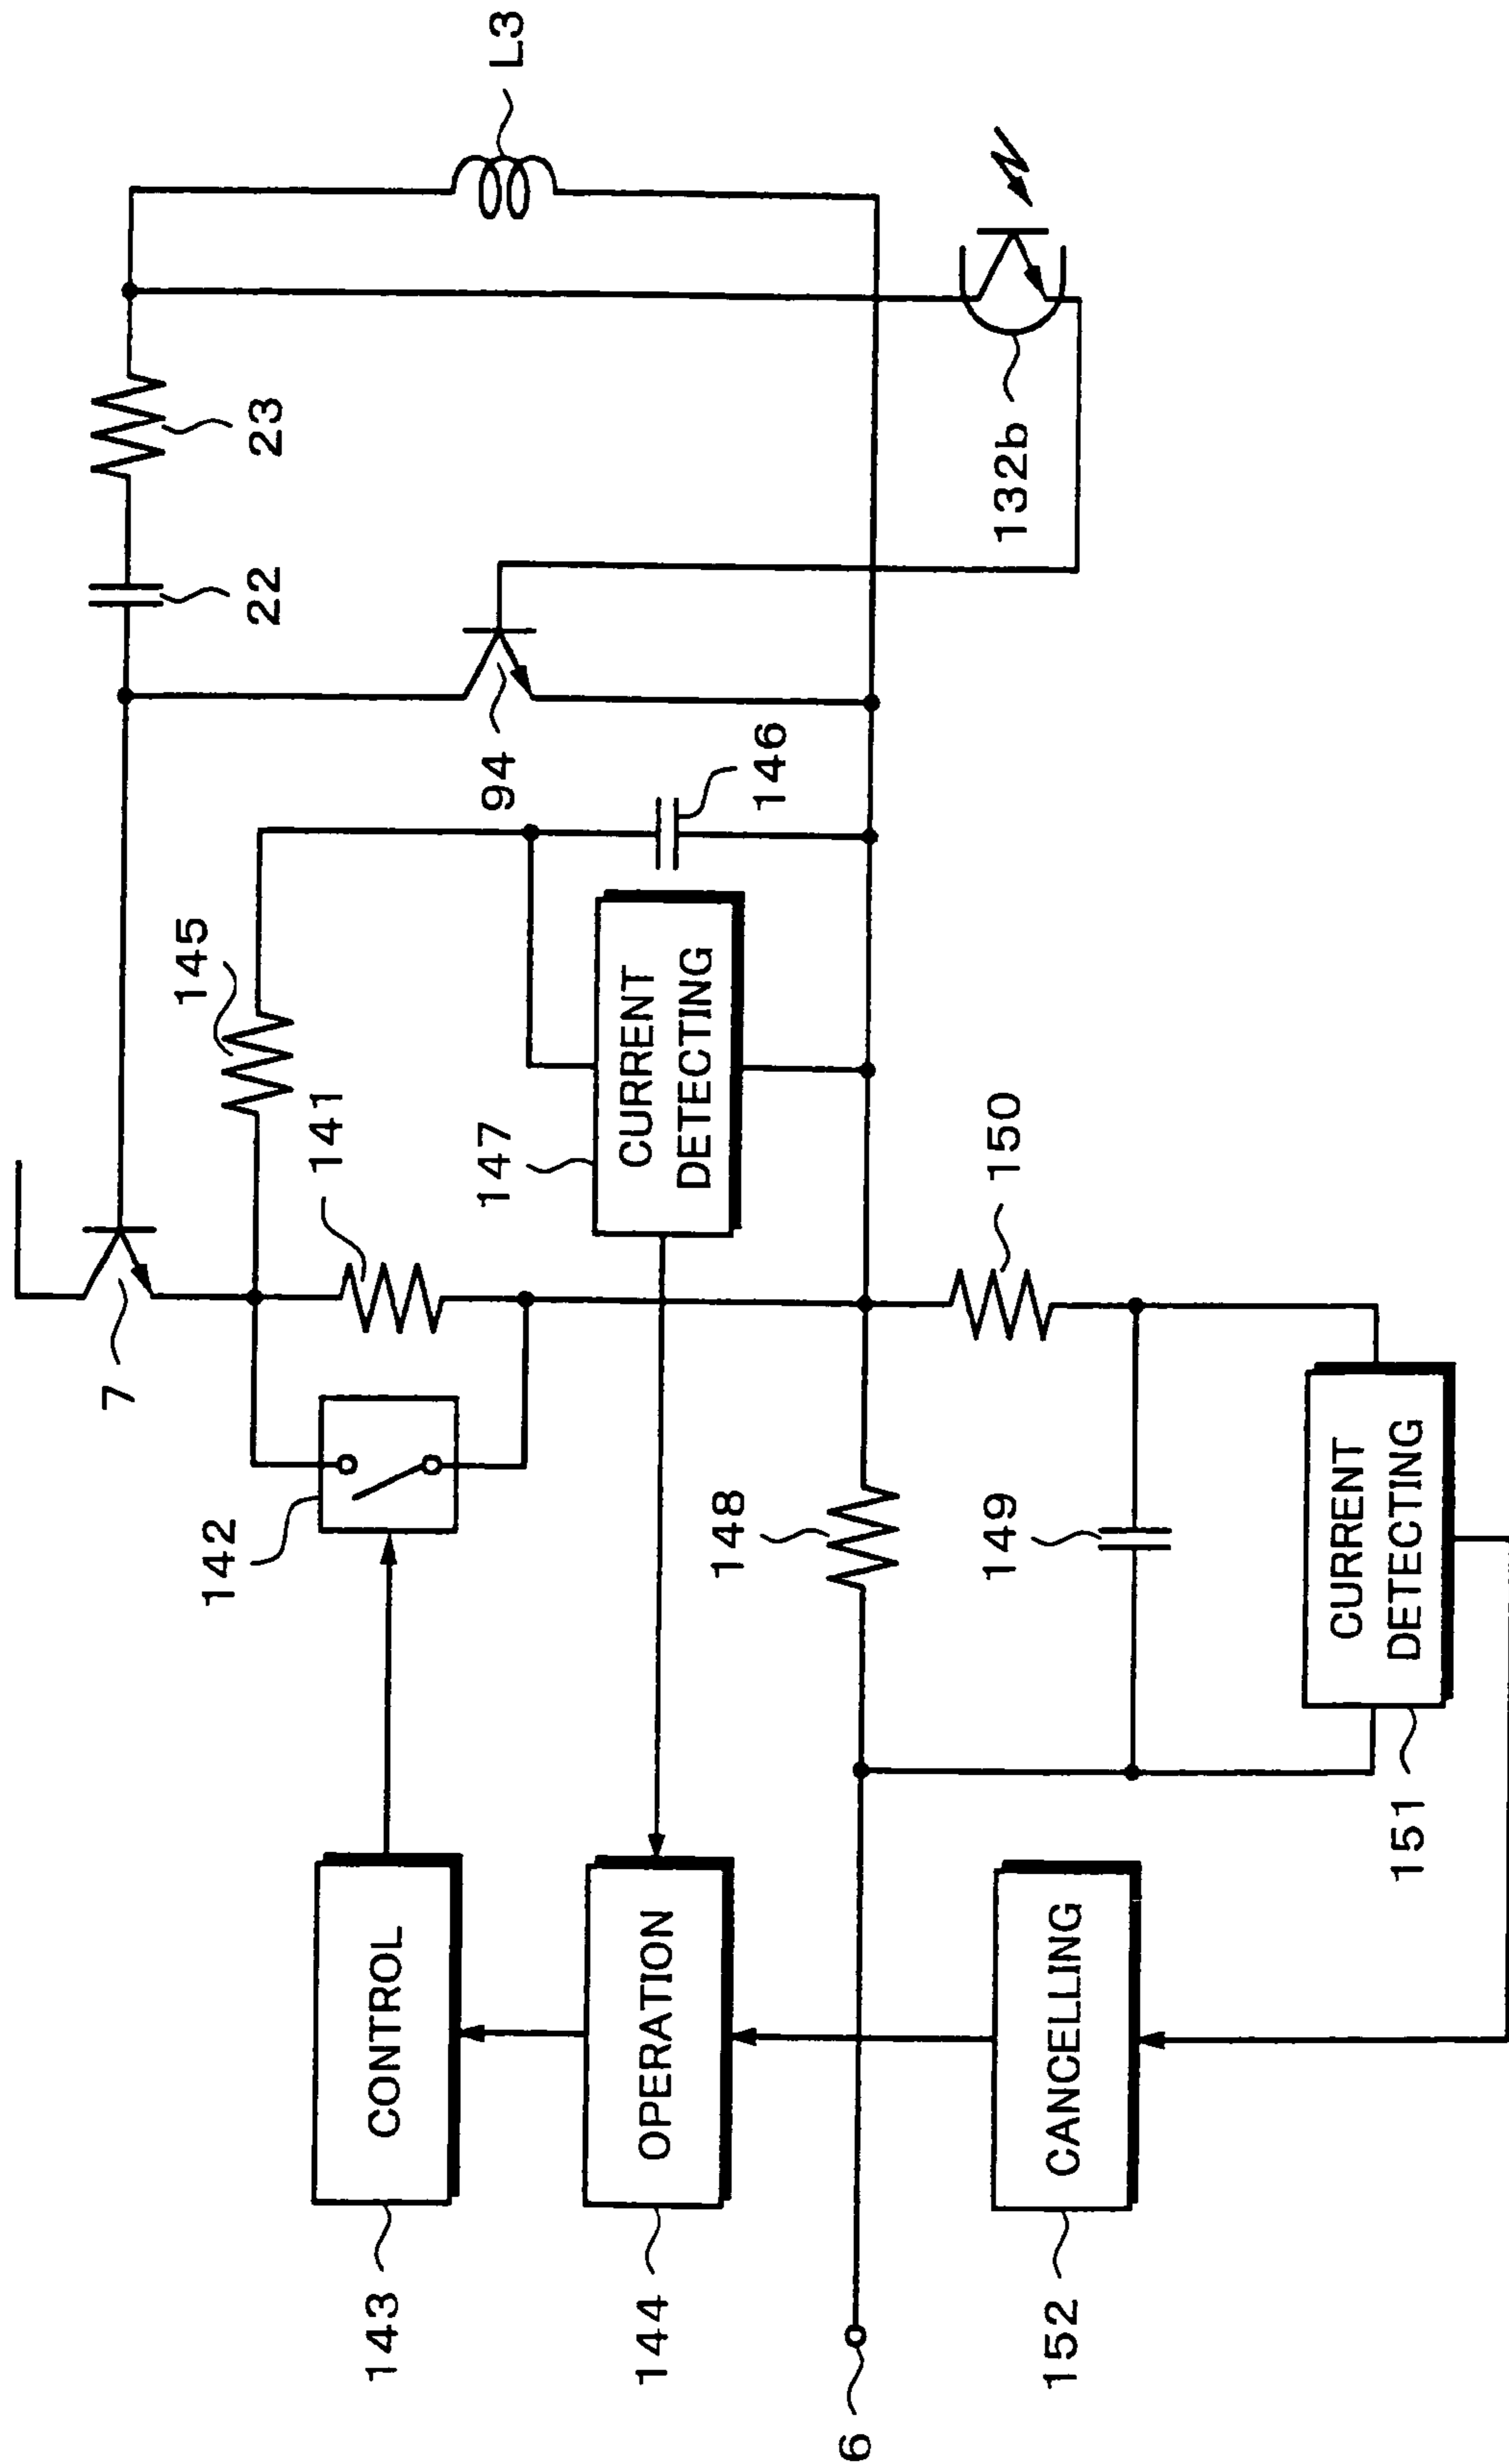 L3
23
22
132b
94
146
145
141
147
CURRENT
DETECTING
150
7
142
148
149
CURRENT
DETECTING
151
CONTROL
143
OPERATION
144
CANCELLING
152
6